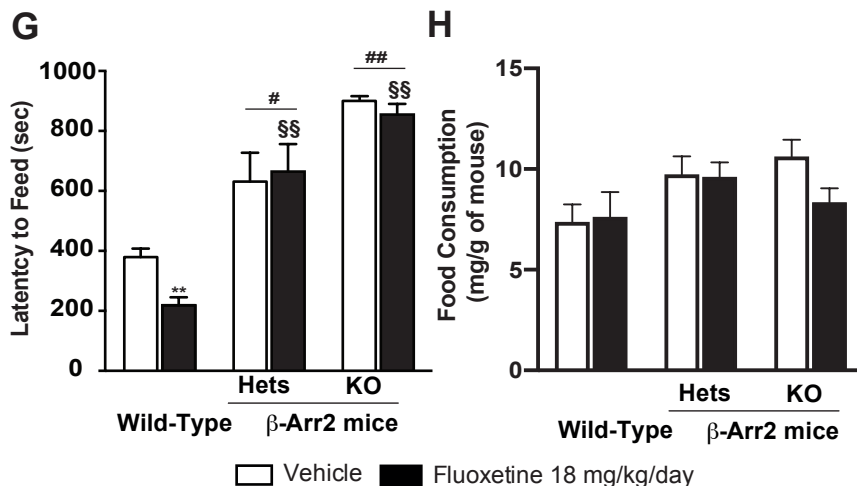 G
Latentcy to Feed (sec)
1000
800
600
400
200
0
**
#
§§
##
§§
Hets
KO
Wild-Type
β-Arr2 mice
H
Food Consumption
(mg/g of mouse)
15
10
5
0
Hets
KO
Wild-Type
β-Arr2 mice
Vehicle
Fluoxetine 18 mg/kg/day